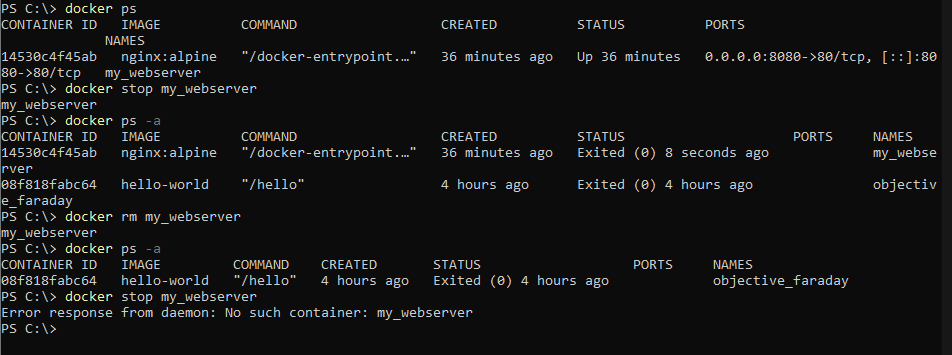 PS C:\> docker ps
CONTAINER ID   IMAGE          COMMAND                  CREATED          STATUS          PORTS
             NAMES
14530c4f45ab   nginx:alpine   "/docker-entrypoint.…"   36 minutes ago   Up 36 minutes   0.0.0.0:8080->80/tcp, [::]:80
80->80/tcp   my_webserver
PS C:\> docker stop my_webserver
my_webserver
PS C:\> docker ps -a
CONTAINER ID   IMAGE          COMMAND                  CREATED          STATUS                     PORTS     NAMES
14530c4f45ab   nginx:alpine   "/docker-entrypoint.…"   36 minutes ago   Exited (0) 8 seconds ago             my_webse
rver
08f818fabc64   hello-world    "/hello"                 4 hours ago      Exited (0) 4 hours ago               objectiv
e_faraday
PS C:\> docker rm my_webserver
my_webserver
PS C:\> docker ps -a
CONTAINER ID   IMAGE         COMMAND    CREATED       STATUS                   PORTS     NAMES
08f818fabc64   hello-world   "/hello"   4 hours ago   Exited (0) 4 hours ago             objective_faraday
PS C:\> docker stop my_webserver
Error response from daemon: No such container: my_webserver
PS C:\>